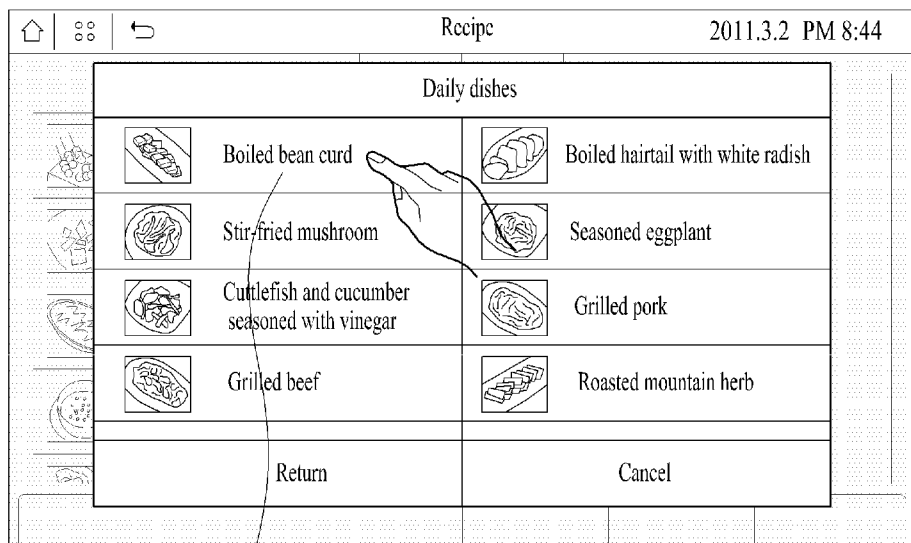 Recipe
2011.3.2 PM 8:44
Daily dishes
Boiled bean curd
Boiled hairtail with white radish
Stir-fried mushroom
Seasoned eggplant
Cuttlefish and cucumber
seasoned with vinegar
Grilled pork
Grilled beef
Roasted mountain herb
Return
Cancel